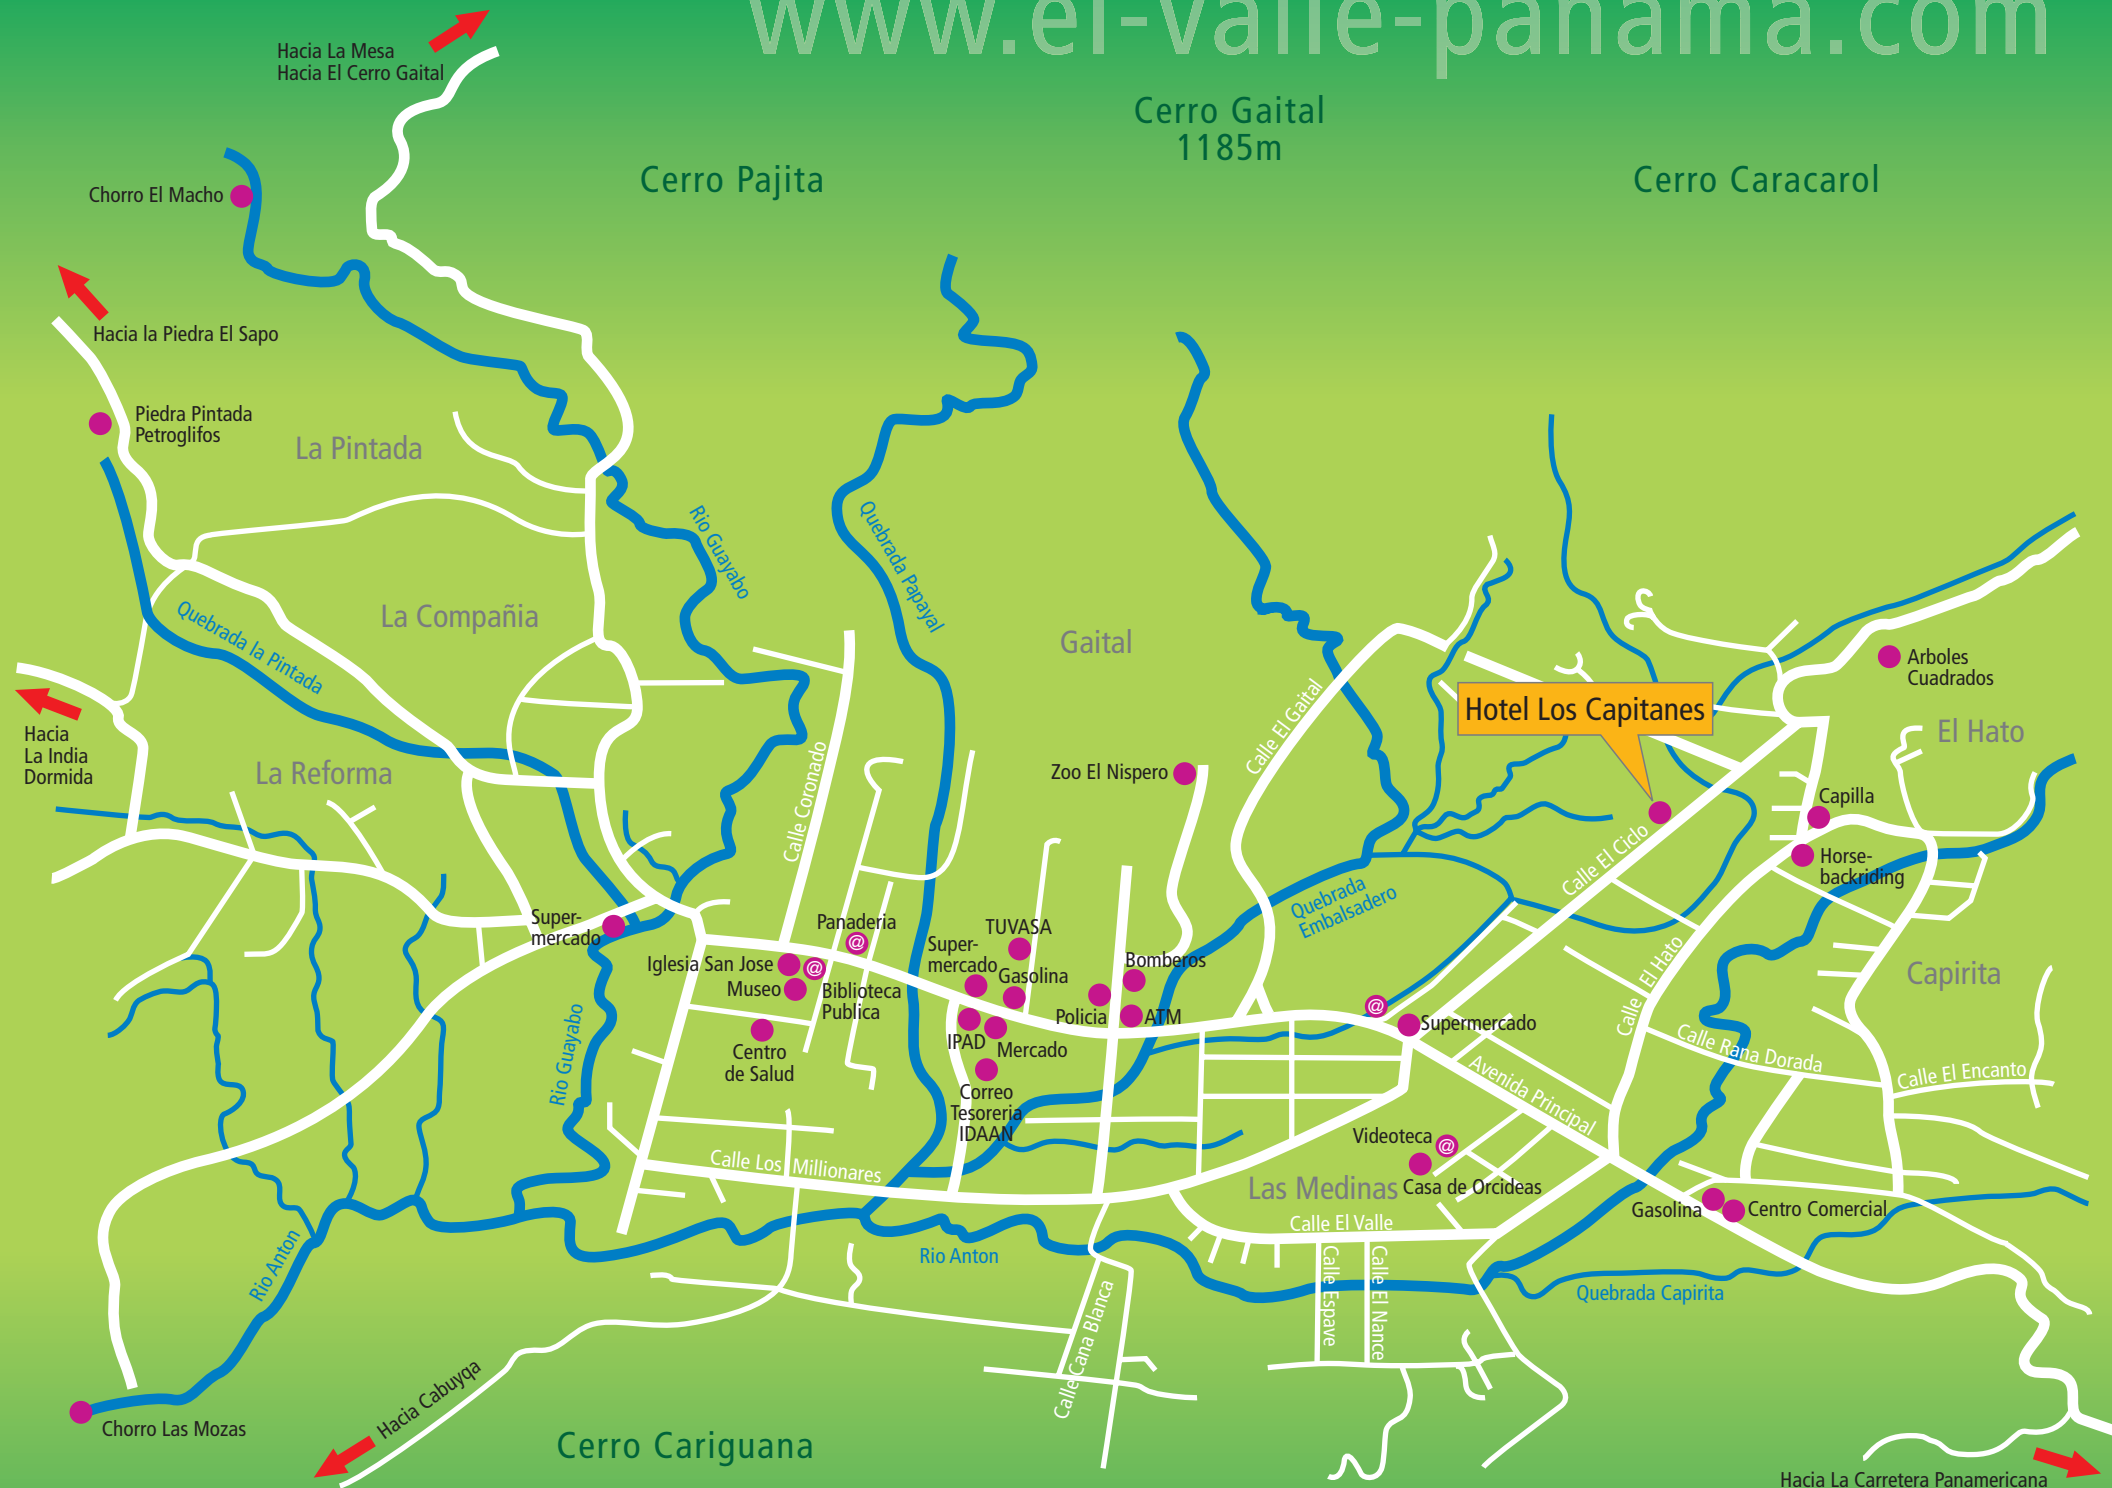 www.el-valle-panama.com
Hacia La Mesa
Hacia El Cerro Gaital
Cerro Gaital
1185m
Cerro Pajita
Cerro Caracarol
Chorro El Macho
Hacia la Piedra El Sapo
Piedra Pintada
Petroglifos
La Pintada
Rio Guayabo
Quebrada Papayal
Quebrada la Pintada
La Compañia
Gaital
Calle El Gaital
Arboles
Cuadrados
Hotel Los Capitanes
El Hato
Hacia
La India
Dormida
La Reforma
Calle Coronado
Zoo El Nispero
Capilla
Calle El Ciclo
Horse-
backriding
Quebrada
Embalsadero
Super-
mercado
Panaderia
@
TUVASA
Super-
mercado
Gasolina
Bomberos
Iglesia San Jose
@
Museo
Biblioteca
Publica
Policia
ATM
@
Supermercado
Calle El Hato
Capirita
IPAD
Mercado
Centro
de Salud
Rio Guayabo
Correo
Tesoreria
IDAAN
Calle Rana Dorada
Calle El Encanto
Avenida Principal
Videoteca
@
Calle Los Millionares
Las Medinas
Casa de Orcideas
Gasolina
Centro Comercial
Calle El Valle
Rio Anton
Rio Anton
Calle Espave
Calle El Nance
Quebrada Capirita
Calle Cana Blanca
Hacia Cabuyqa
Chorro Las Mozas
Cerro Cariguana
Hacia La Carretera Panamericana